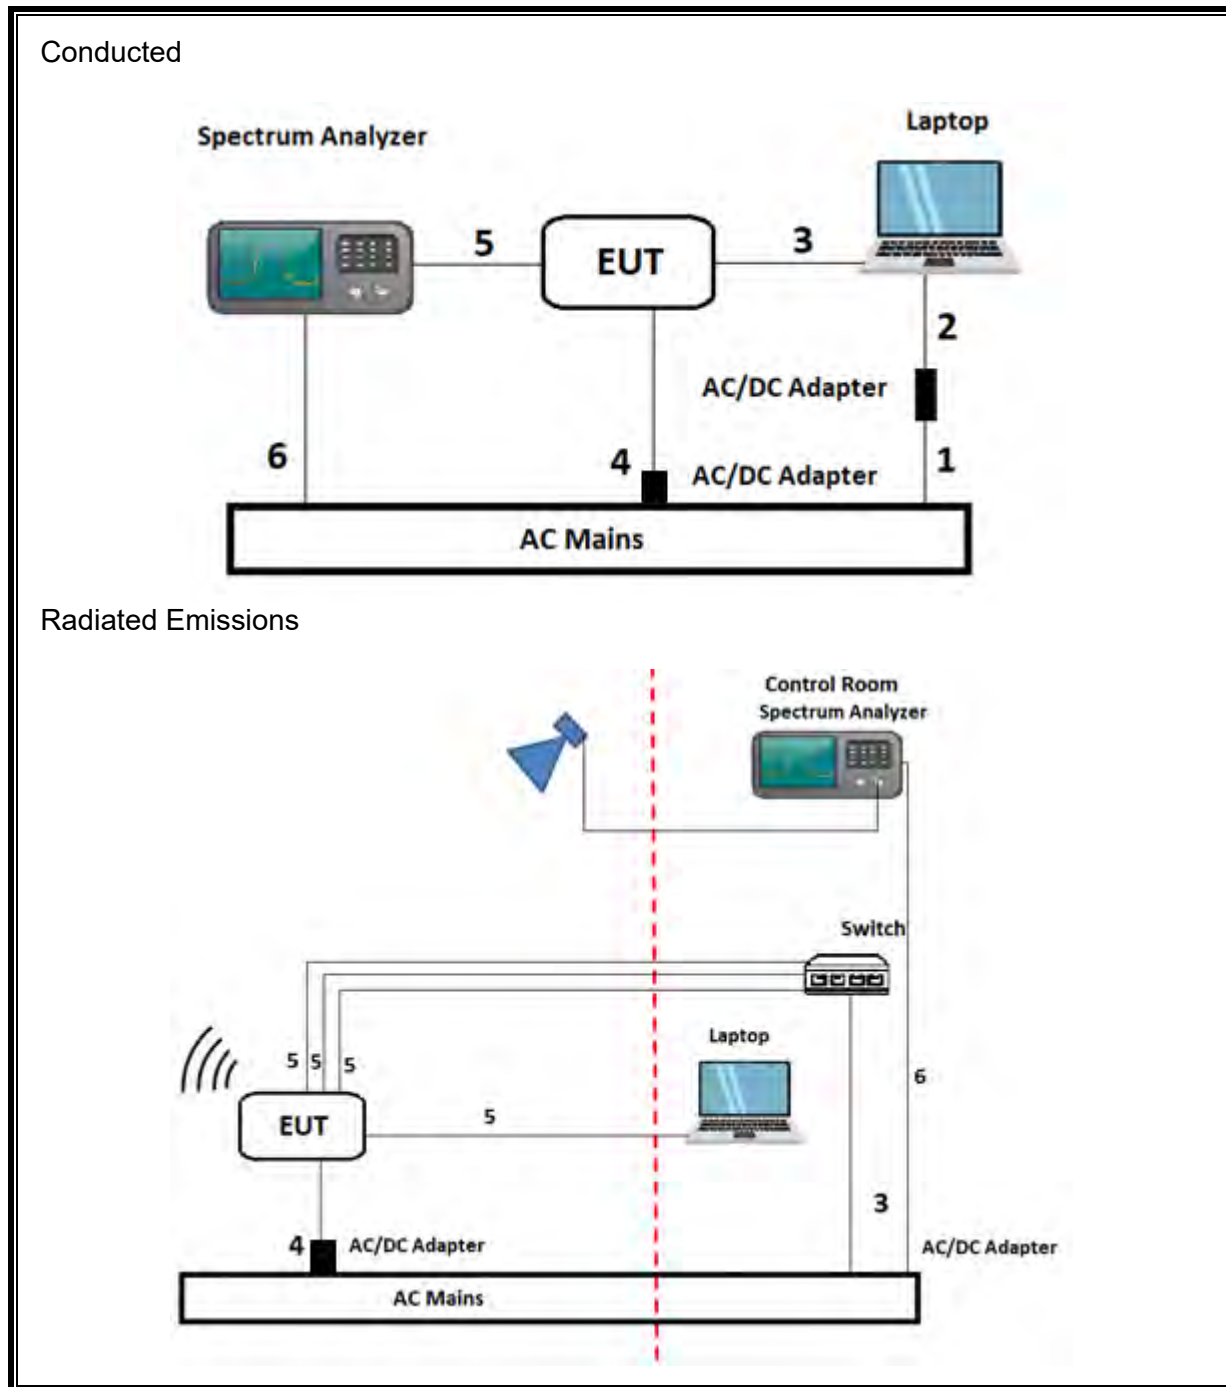 Conducted
Spectrum Analyzer
Laptop
5
EUT
3
2
AC/DC Adapter
6
4
AC/DC Adapter
1
AC Mains
Radiated Emissions
Control Room
Spectrum Analyzer
Switch
Laptop
5 5 5
6
EUT
5
3
4
AC/DC Adapter
AC/DC Adapter
AC Mains